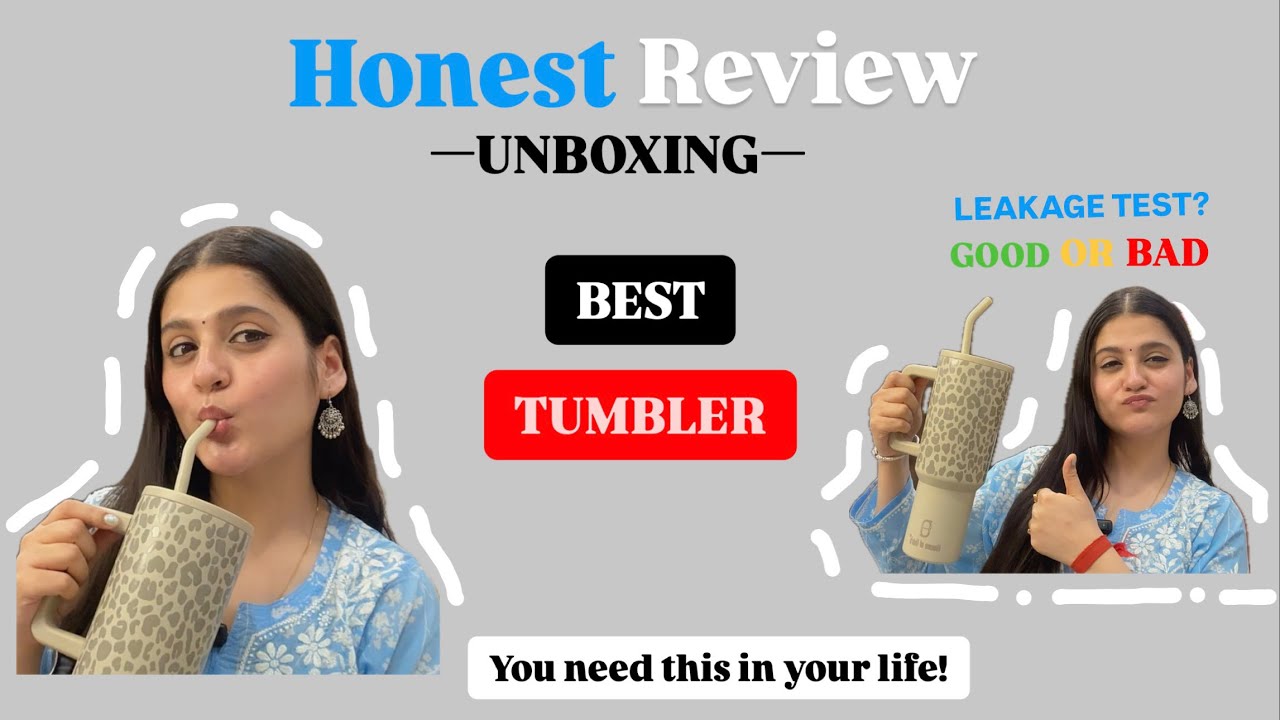 Honest Review
—UNBOXING—
LEAKAGE TEST?
GOOD OR BAD
BEST
TUMBLER
You need this in your life!